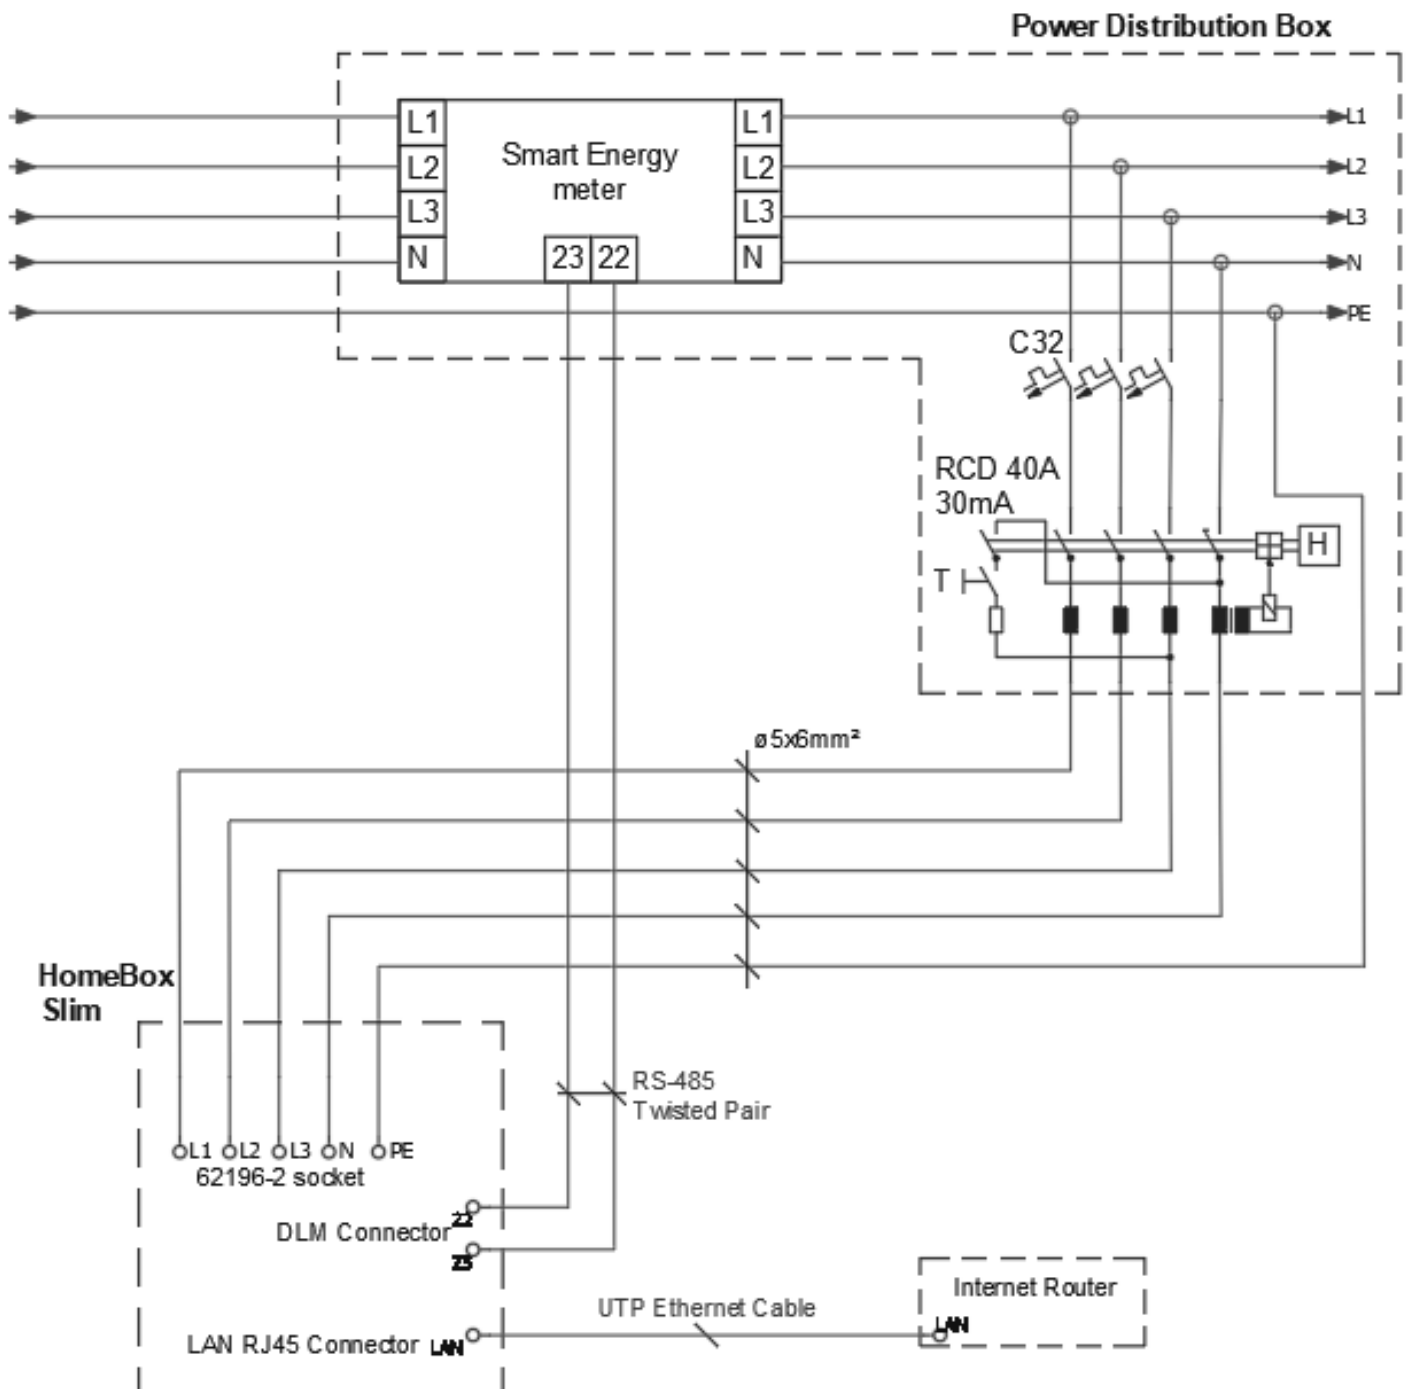 Power Distribution Box
L1
L1
L1
Smart Energy
meter
L2
L2
L2
L3
L3
L3
N
23
22
N
N
PE
C32
RCD 40A
30mA
H
T
ø5x6mm²
HomeBox
Slim
RS-485
Twisted Pair
L1
L2
L3
N
PE
62196-2 socket
22
DLM Connector
23
Internet Router
UTP Ethernet Cable
LAN
LAN RJ45 Connector
LAN